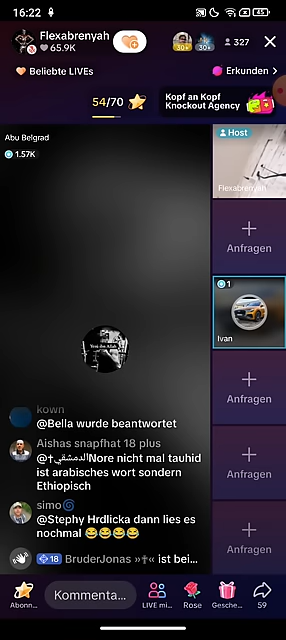 16:22
45
Flexabrenyah
65.9K
30+
30+
327
Beliebte LIVEs
Erkunden >
54/70
Kopf an Kopf
Knockout Agency
Abu Belgrad
1.57K
Host
Flexabrenyah
Anfragen
1
Ivan
Anfragen
Anfragen
Anfragen
kown
@Bella wurde beantwortet
Aishas snapfhat 18 plus
@الدمشقي✝Nore nicht mal tauhid
ist arabisches wort sondern
Ethiopisch
simo🌀
@Stephy Hrdlicka dann lies es
nochmal 😂😂😂😂
18 BruderJonas »✝« ist bei...
Abonn...
Kommenta...
LIVE mi...
Rose
Gesche...
59